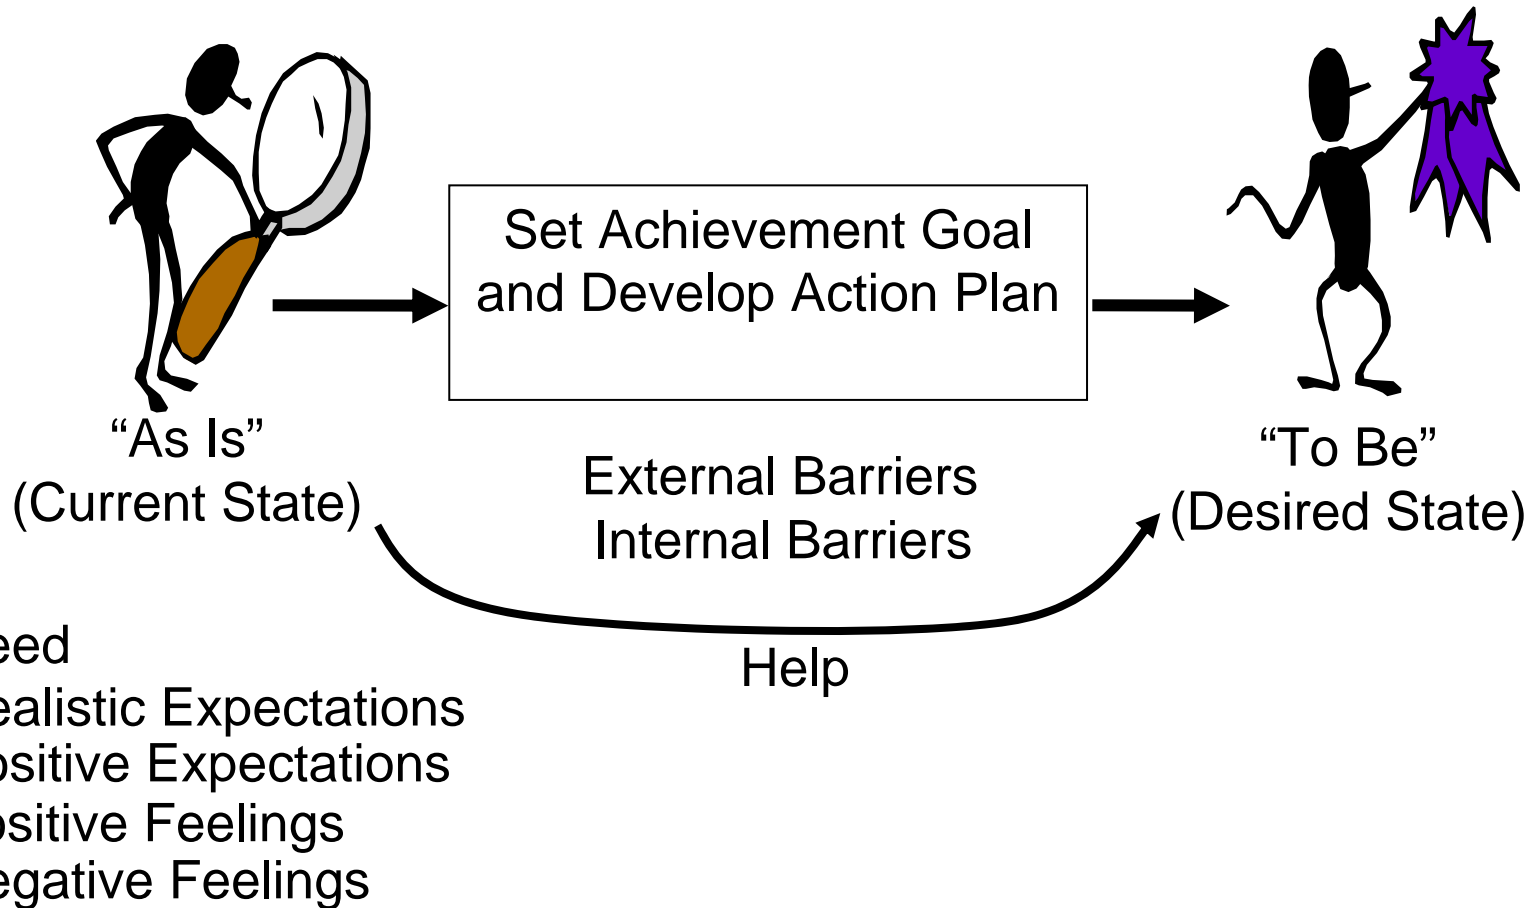 Set Achievement Goal
and Develop Action Plan
“As Is”
(Current State)
External Barriers
Internal Barriers
“To Be”
(Desired State)
Help
eed
ealistic Expectations
ositive Expectations
ositive Feelings
egative Feelings